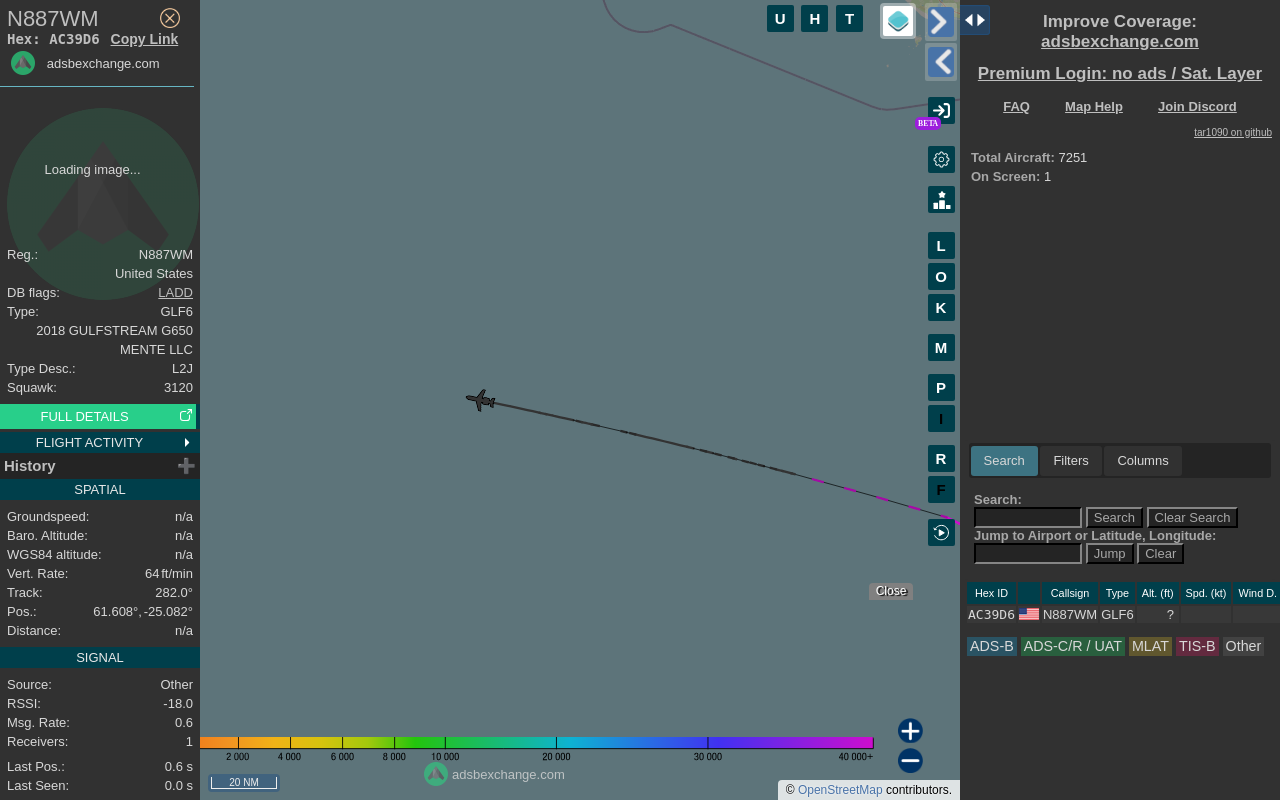 N887WM
Hex: AC39D6 Copy Link
adsbexchange.com
Loading image...
Reg.: N887WM
United States
DB flags: LADD
Type: GLF6
2018 GULFSTREAM G650
MENTE LLC
Type Desc.: L2J
Squawk: 3120
FULL DETAILS
FLIGHT ACTIVITY
History
SPATIAL
Groundspeed: n/a
Baro. Altitude: n/a
WGS84 altitude: n/a
Vert. Rate: 64 ft/min
Track: 282.0°
Pos.: 61.608°, -25.082°
Distance: n/a
SIGNAL
Source: Other
RSSI: -18.0
Msg. Rate: 0.6
Receivers: 1
Last Pos.: 0.6 s
Last Seen: 0.0 s
U H T
BETA
L
O
K
M
P
I
R
F
Close
2 000 4 000 6 000 8 000 10 000 20 000 30 000 40 000+
adsbexchange.com
20 NM
© OpenStreetMap contributors.
Improve Coverage:
adsbexchange.com
Premium Login: no ads / Sat. Layer
FAQ Map Help Join Discord
tar1090 on github
Total Aircraft: 7251
On Screen: 1
Search Filters Columns
Search:
Search Clear Search
Jump to Airport or Latitude, Longitude:
Jump Clear
Hex ID Callsign Type Alt. (ft) Spd. (kt) Wind D.
AC39D6 N887WM GLF6 ?
ADS-B ADS-C/R / UAT MLAT TIS-B Other